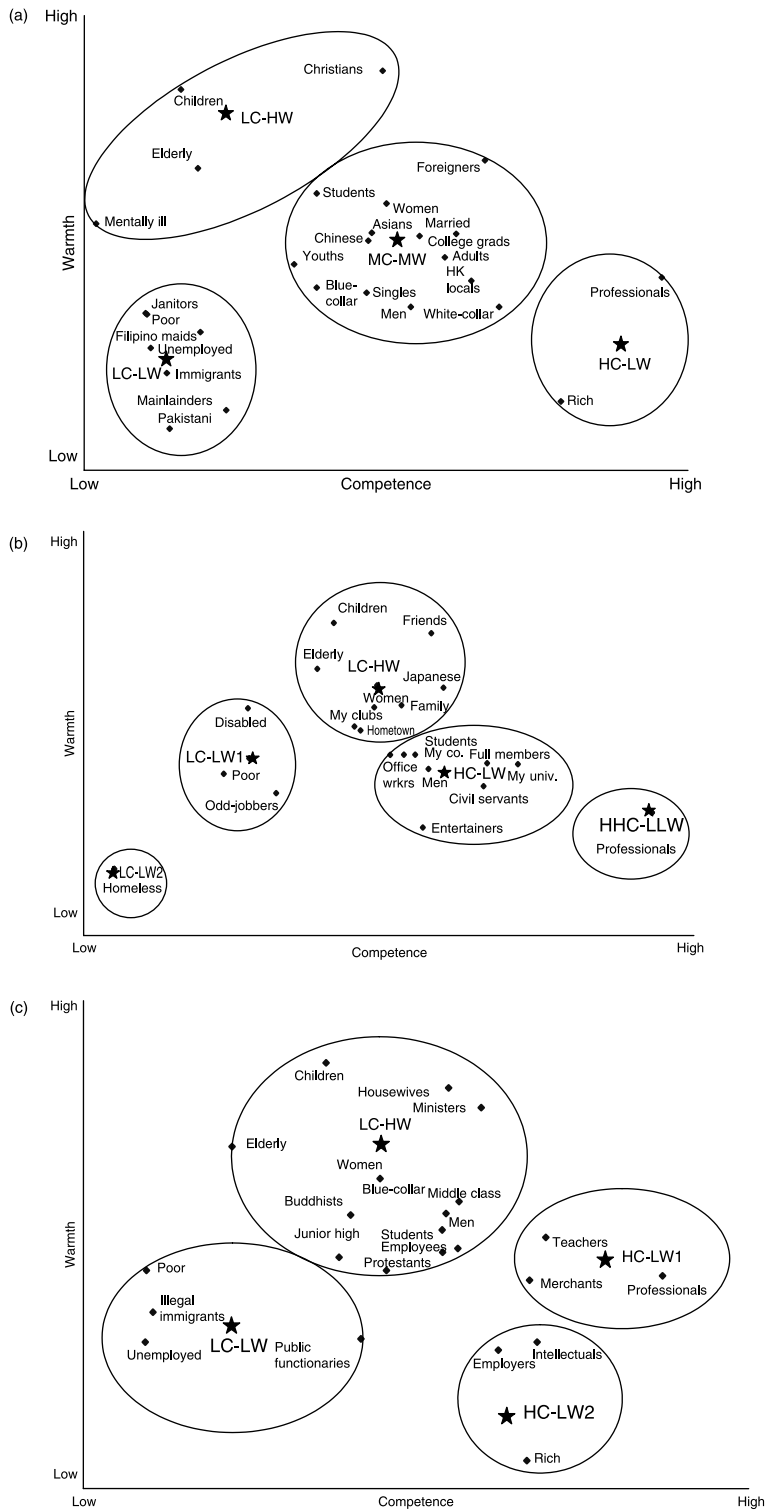 (a)
High
Christians
Children
LC-HW
Elderly
Foreigners
Students
Mentally ill
Women
Asians
Married
Chinese
College grads
MC-MW
Adults
Youths
HK
locals
Blue-
collar
Singles
Men
White-collar
Professionals
HC-LW
Rich
Janitors
Poor
Filipino maids
Unemployed
LC-LW
Immigrants
Mainlainders
Pakistani
Warmth
Low
Low
Competence
High
(b)
High
Children
Friends
Elderly
LC-HW
Japanese
Women
Family
My clubs
Hometown
Disabled
LC-LW1
Poor
Odd-jobbers
Students
My co.
Full members
Office
wrkrs
Men
HC-LW
My univ.
Civil servants
Entertainers
HHC-LLW
Professionals
LC-LW2
Homeless
Warmth
Low
Low
Competence
High
(c)
High
Children
Housewives
Ministers
LC-HW
Elderly
Women
Blue-collar
Middle class
Buddhists
Men
Junior high
Students
Employees
Protestants
Teachers
HC-LW1
Merchants
Professionals
Poor
Illegal
immigrants
Unemployed
LC-LW
Public
functionaries
Employers
Intellectuals
HC-LW2
Rich
Warmth
Low
Low
Competence
High